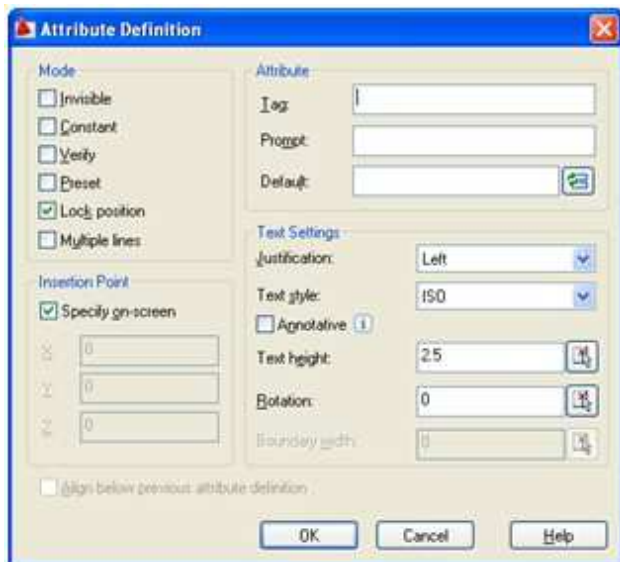 Attribute Definition
Mode
Invisible
Constant
Verify
Preset
Lock position
Multiple lines
Insertion Point
Specify on-screen
X: 0
Y: 0
Z: 0
Attribute
Tag:
Prompt:
Default:
Text Settings
Justification: Left
Text style: ISO
Annotative
Text height: 2.5
Rotation: 0
Boundary width: 0
Align below previous attribute definition
OK Cancel Help